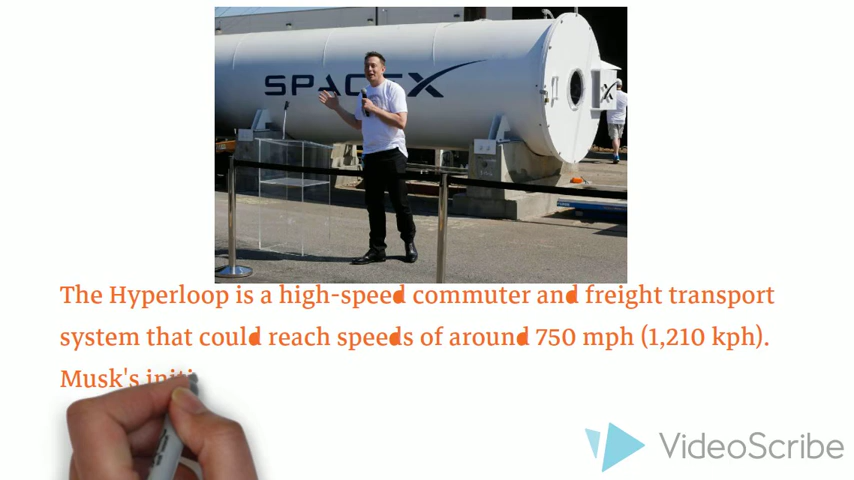 SPACEX
The Hyperloop is a high-speed commuter and freight transport
system that could reach speeds of around 750 mph (1,210 kph).
Musk's
VideoScribe